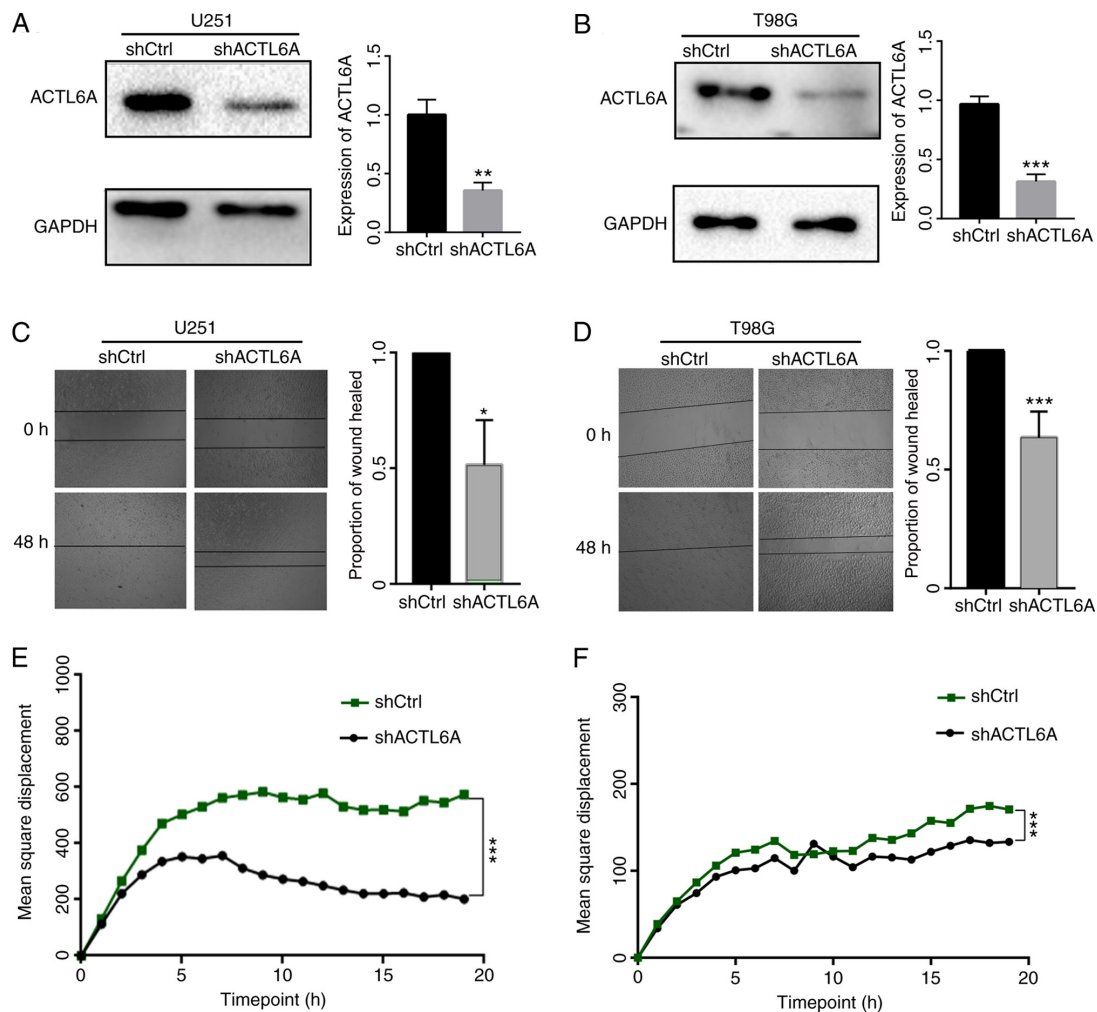 A
U251
shCtrl shACTL6A
ACTL6A
GAPDH
Expression of ACTL6A
1.5
1.0
0.5
0.0
**
shCtrl shACTL6A
B
T98G
shCtrl shACTL6A
ACTL6A
GAPDH
Expression of ACTL6A
1.5
1.0
0.5
0.0
***
shCtrl shACTL6A
C
U251
shCtrl shACTL6A
0 h
48 h
Proportion of wound healed
1.0
0.5
0
*
shCtrl shACTL6A
D
T98G
shCtrl shACTL6A
0 h
48 h
Proportion of wound healed
1.0
0.5
0
***
shCtrl shACTL6A
E
Mean square displacement
1000
800
600
400
200
0
shCtrl
shACTL6A
***
0 5 10 15 20
Timepoint (h)
F
Mean square displacement
300
200
100
0
shCtrl
shACTL6A
***
0 5 10 15 20
Timepoint (h)